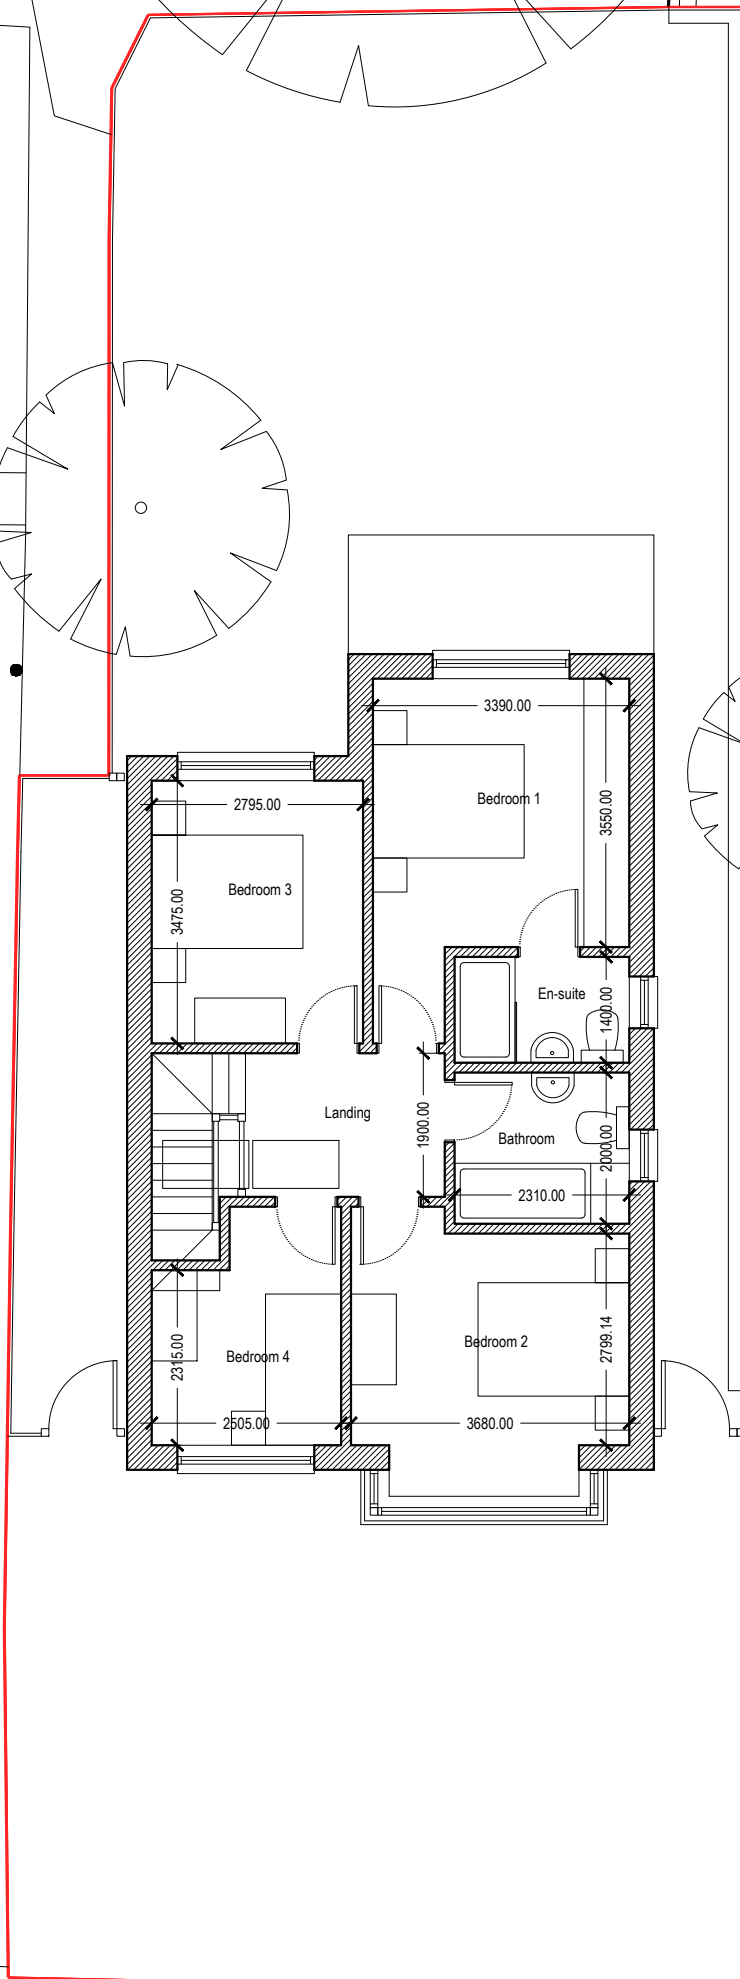 3390.00
Bedroom 1
2795.00
3550.00
Bedroom 3
3475.00
En-suite
1400.00
Landing
1900.00
Bathroom
2000.00
2310.00
Bedroom 2
2799.14
Bedroom 4
2315.00
2505.00
3680.00